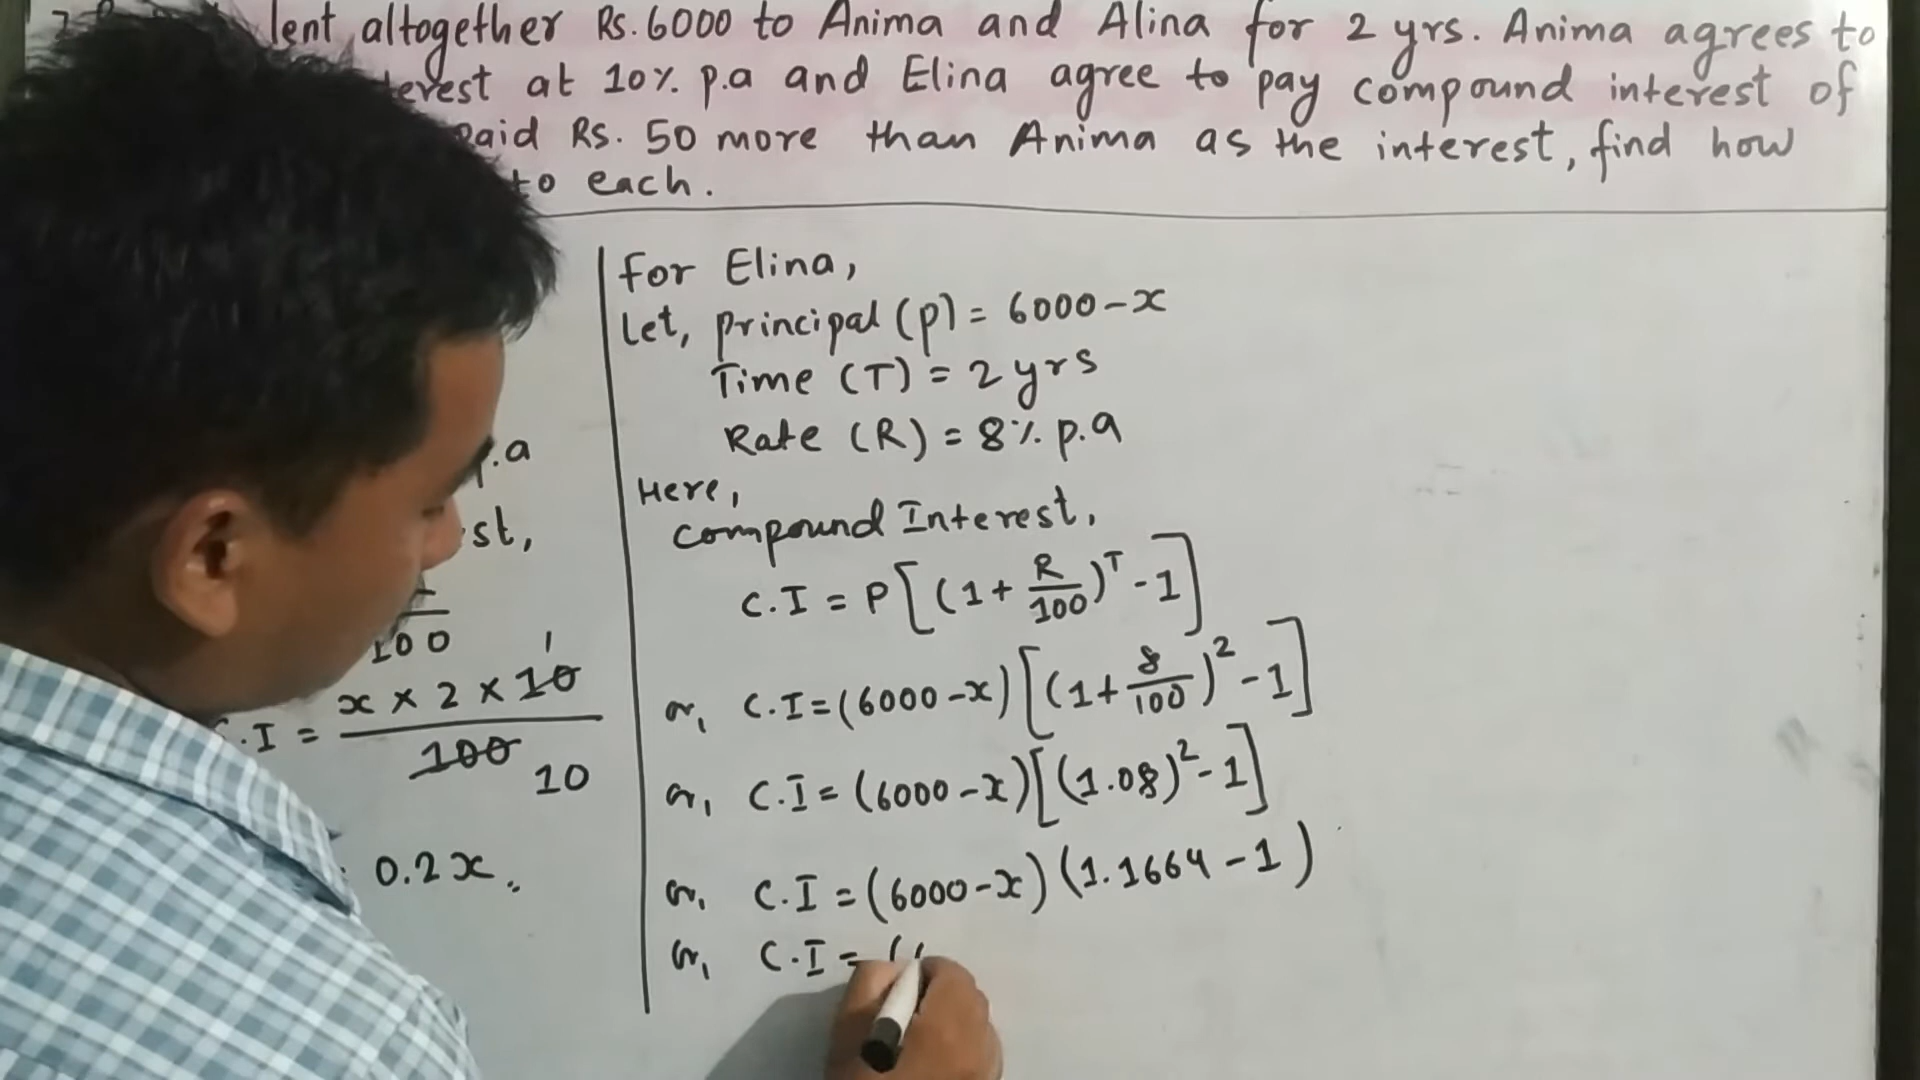 lent altogether Rs. 6000 to Anima and Alina for 2 yrs. Anima agrees to
at 10% p.a and Elina agree to pay compound interest of
paid Rs. 50 more than Anima as the interest, find how
to each.
.a
st,
100
.I = x × 2 × 10 1
100 10
0.2x.
For Elina,
Let, principal (p) = 6000-x
Time (T) = 2 yrs
Rate (R) = 8% p.a
Here,
compound Interest,
C.I = P[(1+R/100)^T -1]
or, C.I=(6000-x)[(1+8/100)^2 -1]
or, C.I = (6000-x)[(1.08)^2 -1]
or, C.I = (6000-x)(1.1664-1)
or, C.I = (